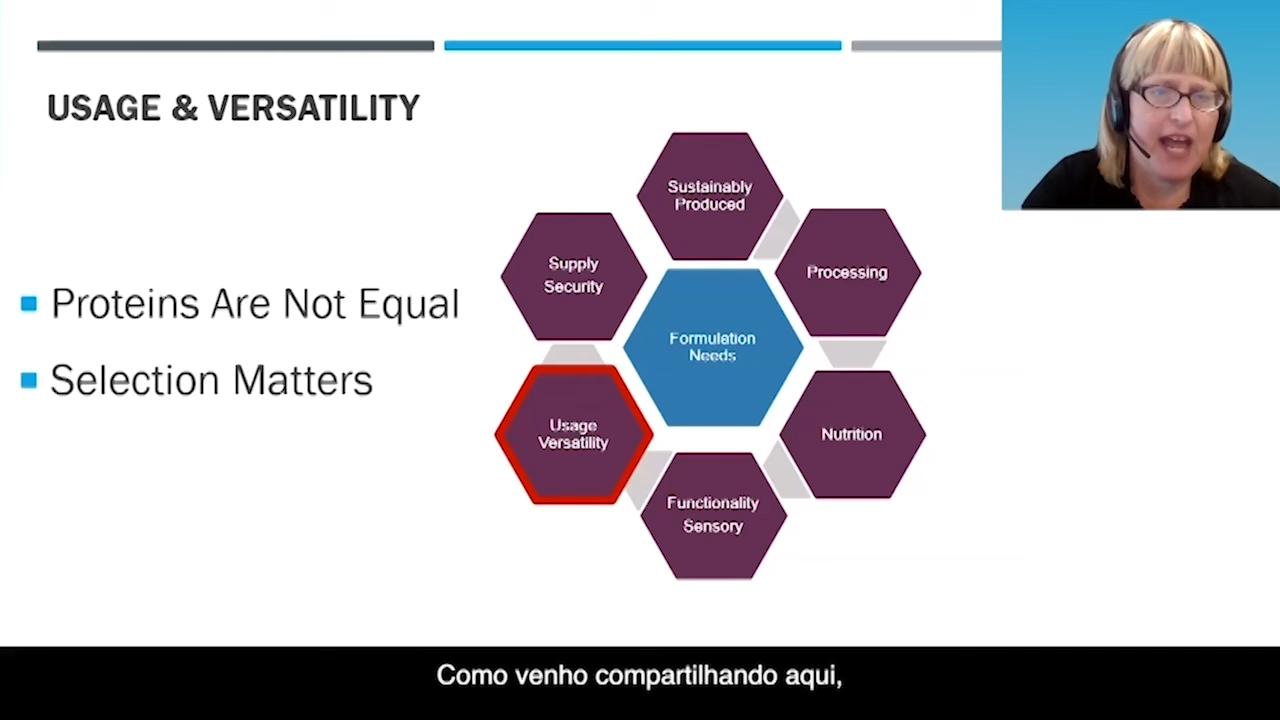 USAGE & VERSATILITY
Proteins Are Not Equal
Selection Matters
Sustainably
Produced
Processing
Nutrition
Functionality
Sensory
Usage
Versatility
Supply
Security
Formulation
Needs
Como venho compartilhando aqui,